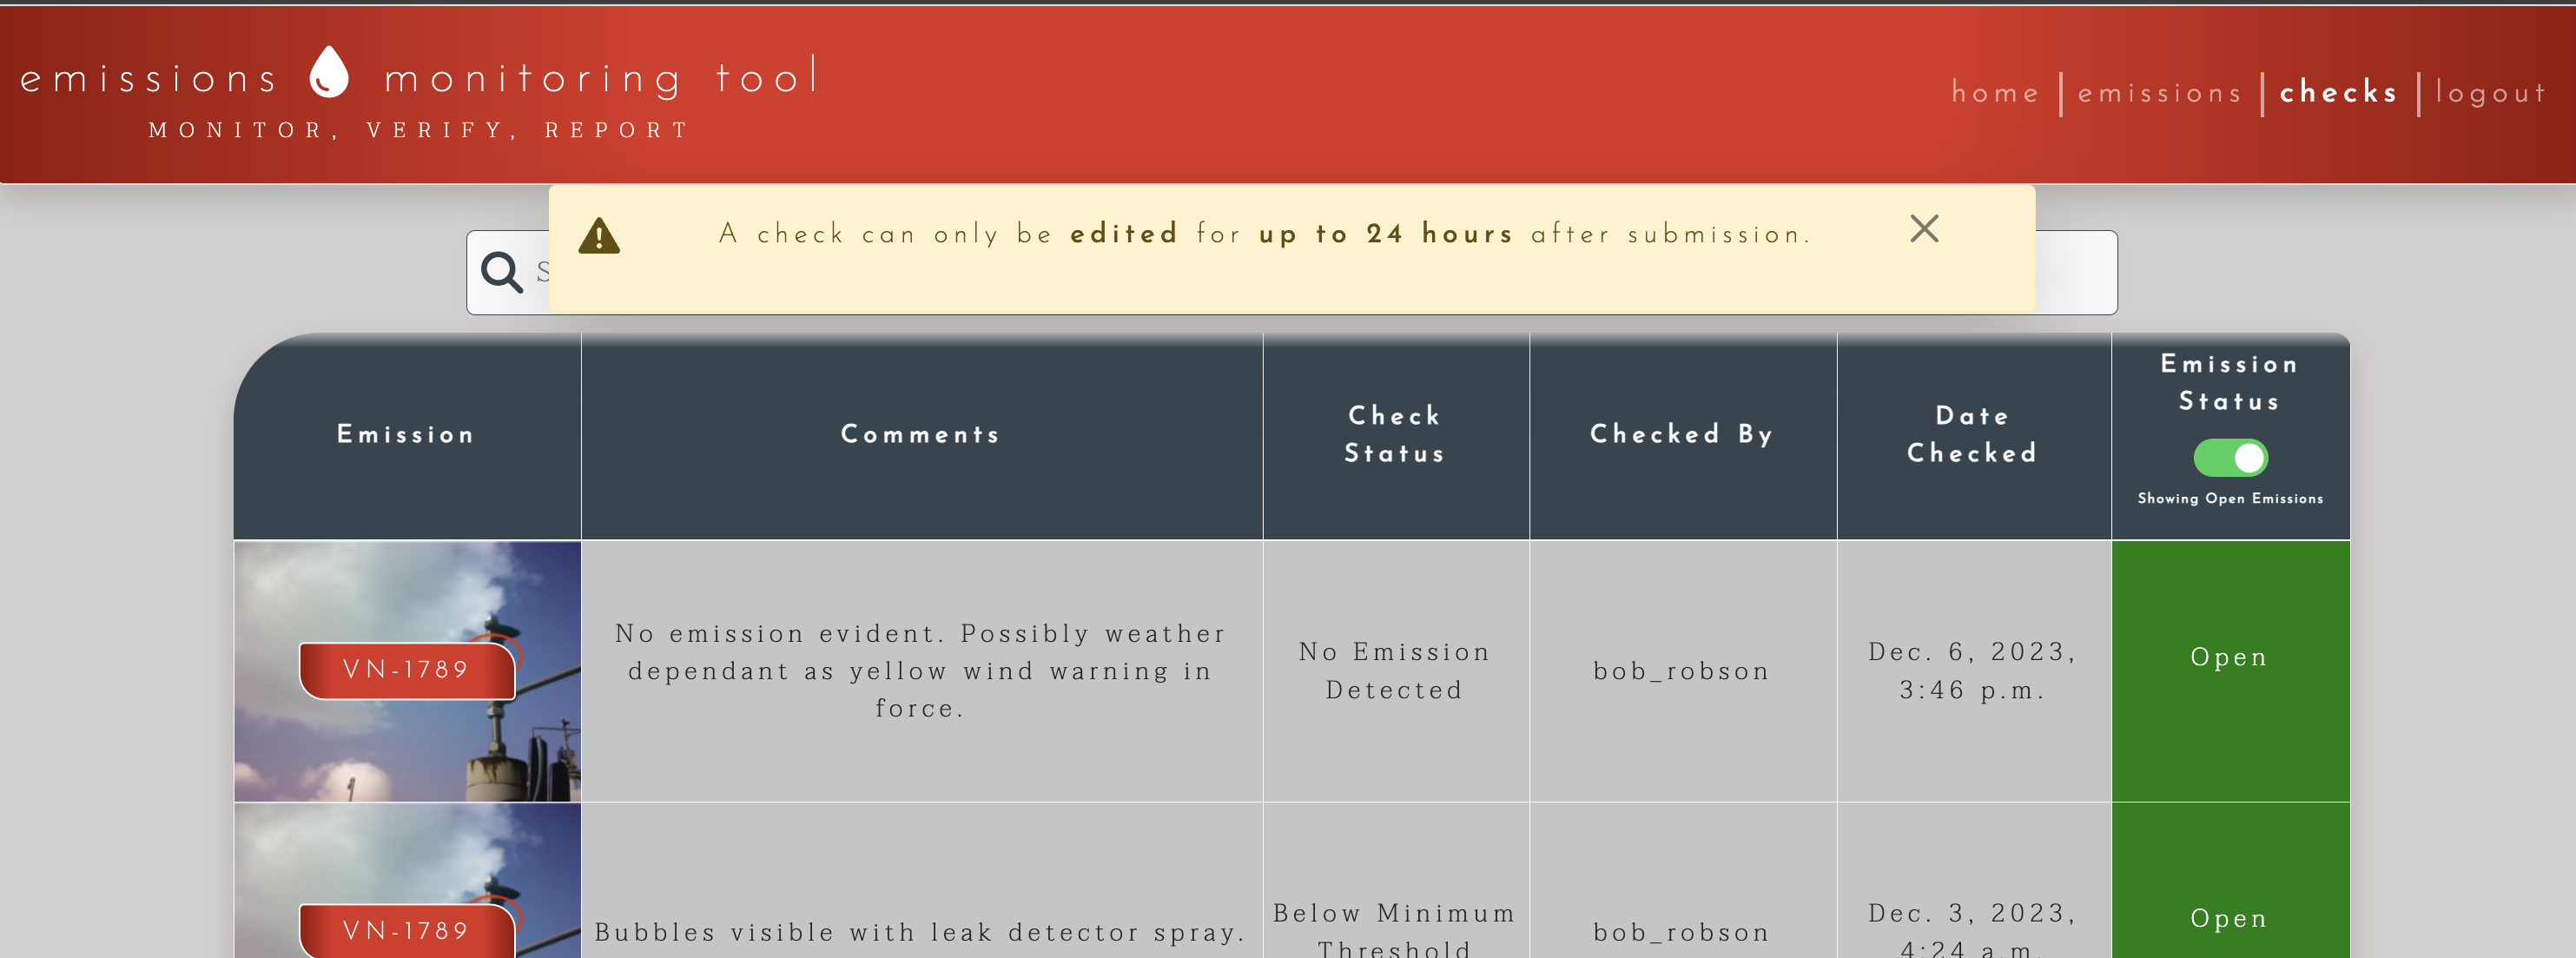 emissions monitoring tool
MONITOR, VERIFY, REPORT
home | emissions | checks | logout
A check can only be edited for up to 24 hours after submission.
Emission
Comments
Check
Status
Checked By
Date
Checked
Emission
Status
Showing Open Emissions
VN-1789
No emission evident. Possibly weather
dependant as yellow wind warning in
force.
No Emission
Detected
bob_robson
Dec. 6, 2023,
3:46 p.m.
Open
VN-1789
Bubbles visible with leak detector spray.
Below Minimum
Threshold
bob_robson
Dec. 3, 2023,
4:24 a.m.
Open